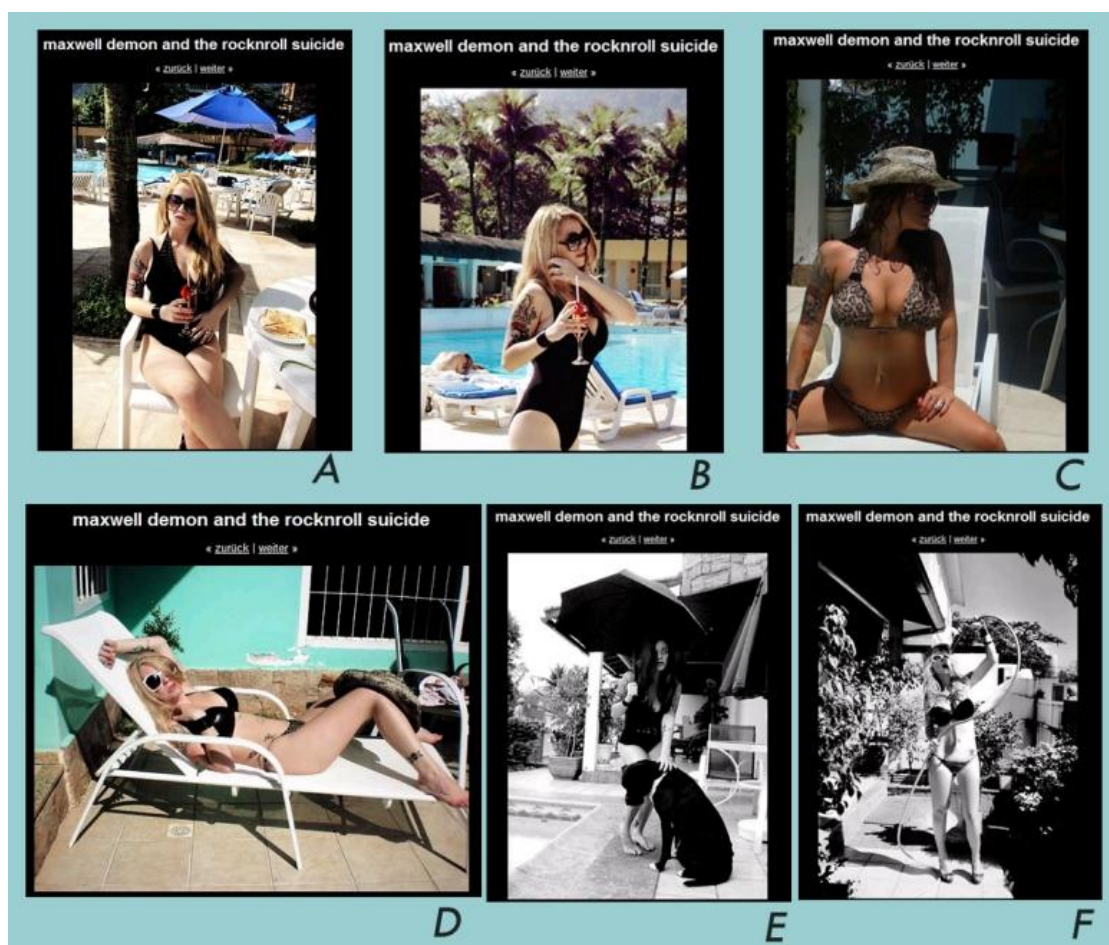 maxwell demon and the rocknroll suicide
« zurück | weiter »
A
maxwell demon and the rocknroll suicide
« zurück | weiter »
B
maxwell demon and the rocknroll suicide
« zurück | weiter »
C
maxwell demon and the rocknroll suicide
« zurück | weiter »
D
maxwell demon and the rocknroll suicide
« zurück | weiter »
E
maxwell demon and the rocknroll suicide
« zurück | weiter »
F